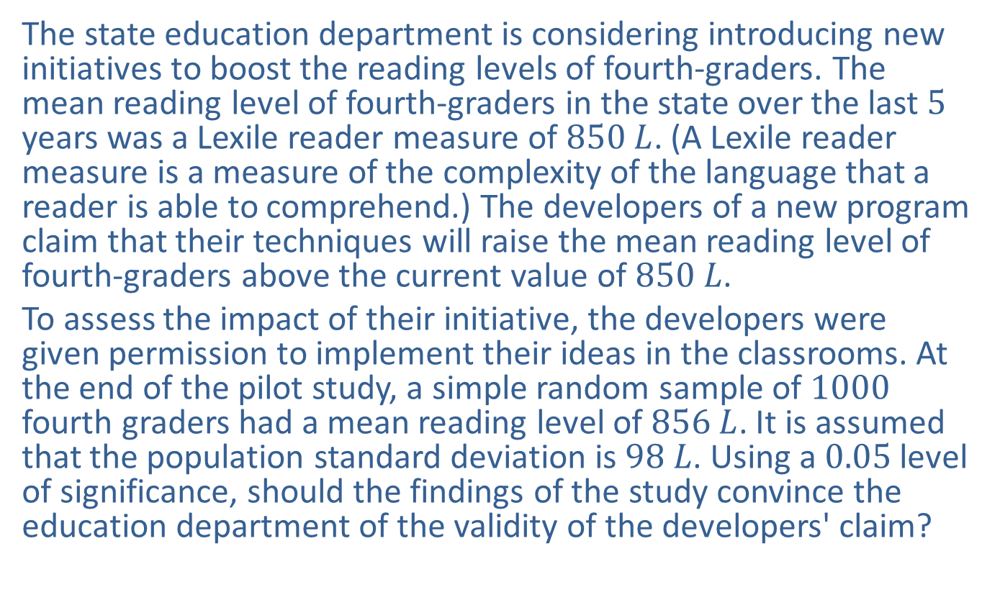 The state education department is considering introducing new
initiatives to boost the reading levels of fourth-graders. The
mean reading level of fourth-graders in the state over the last 5
years was a Lexile reader measure of 850 L. (A Lexile reader
measure is a measure of the complexity of the language that a
reader is able to comprehend.) The developers of a new program
claim that their techniques will raise the mean reading level of
fourth-graders above the current value of 850 L.
To assess the impact of their initiative, the developers were
given permission to implement their ideas in the classrooms. At
the end of the pilot study, a simple random sample of 1000
fourth graders had a mean reading level of 856 L. It is assumed
that the population standard deviation is 98 L. Using a 0.05 level
of significance, should the findings of the study convince the
education department of the validity of the developers' claim?